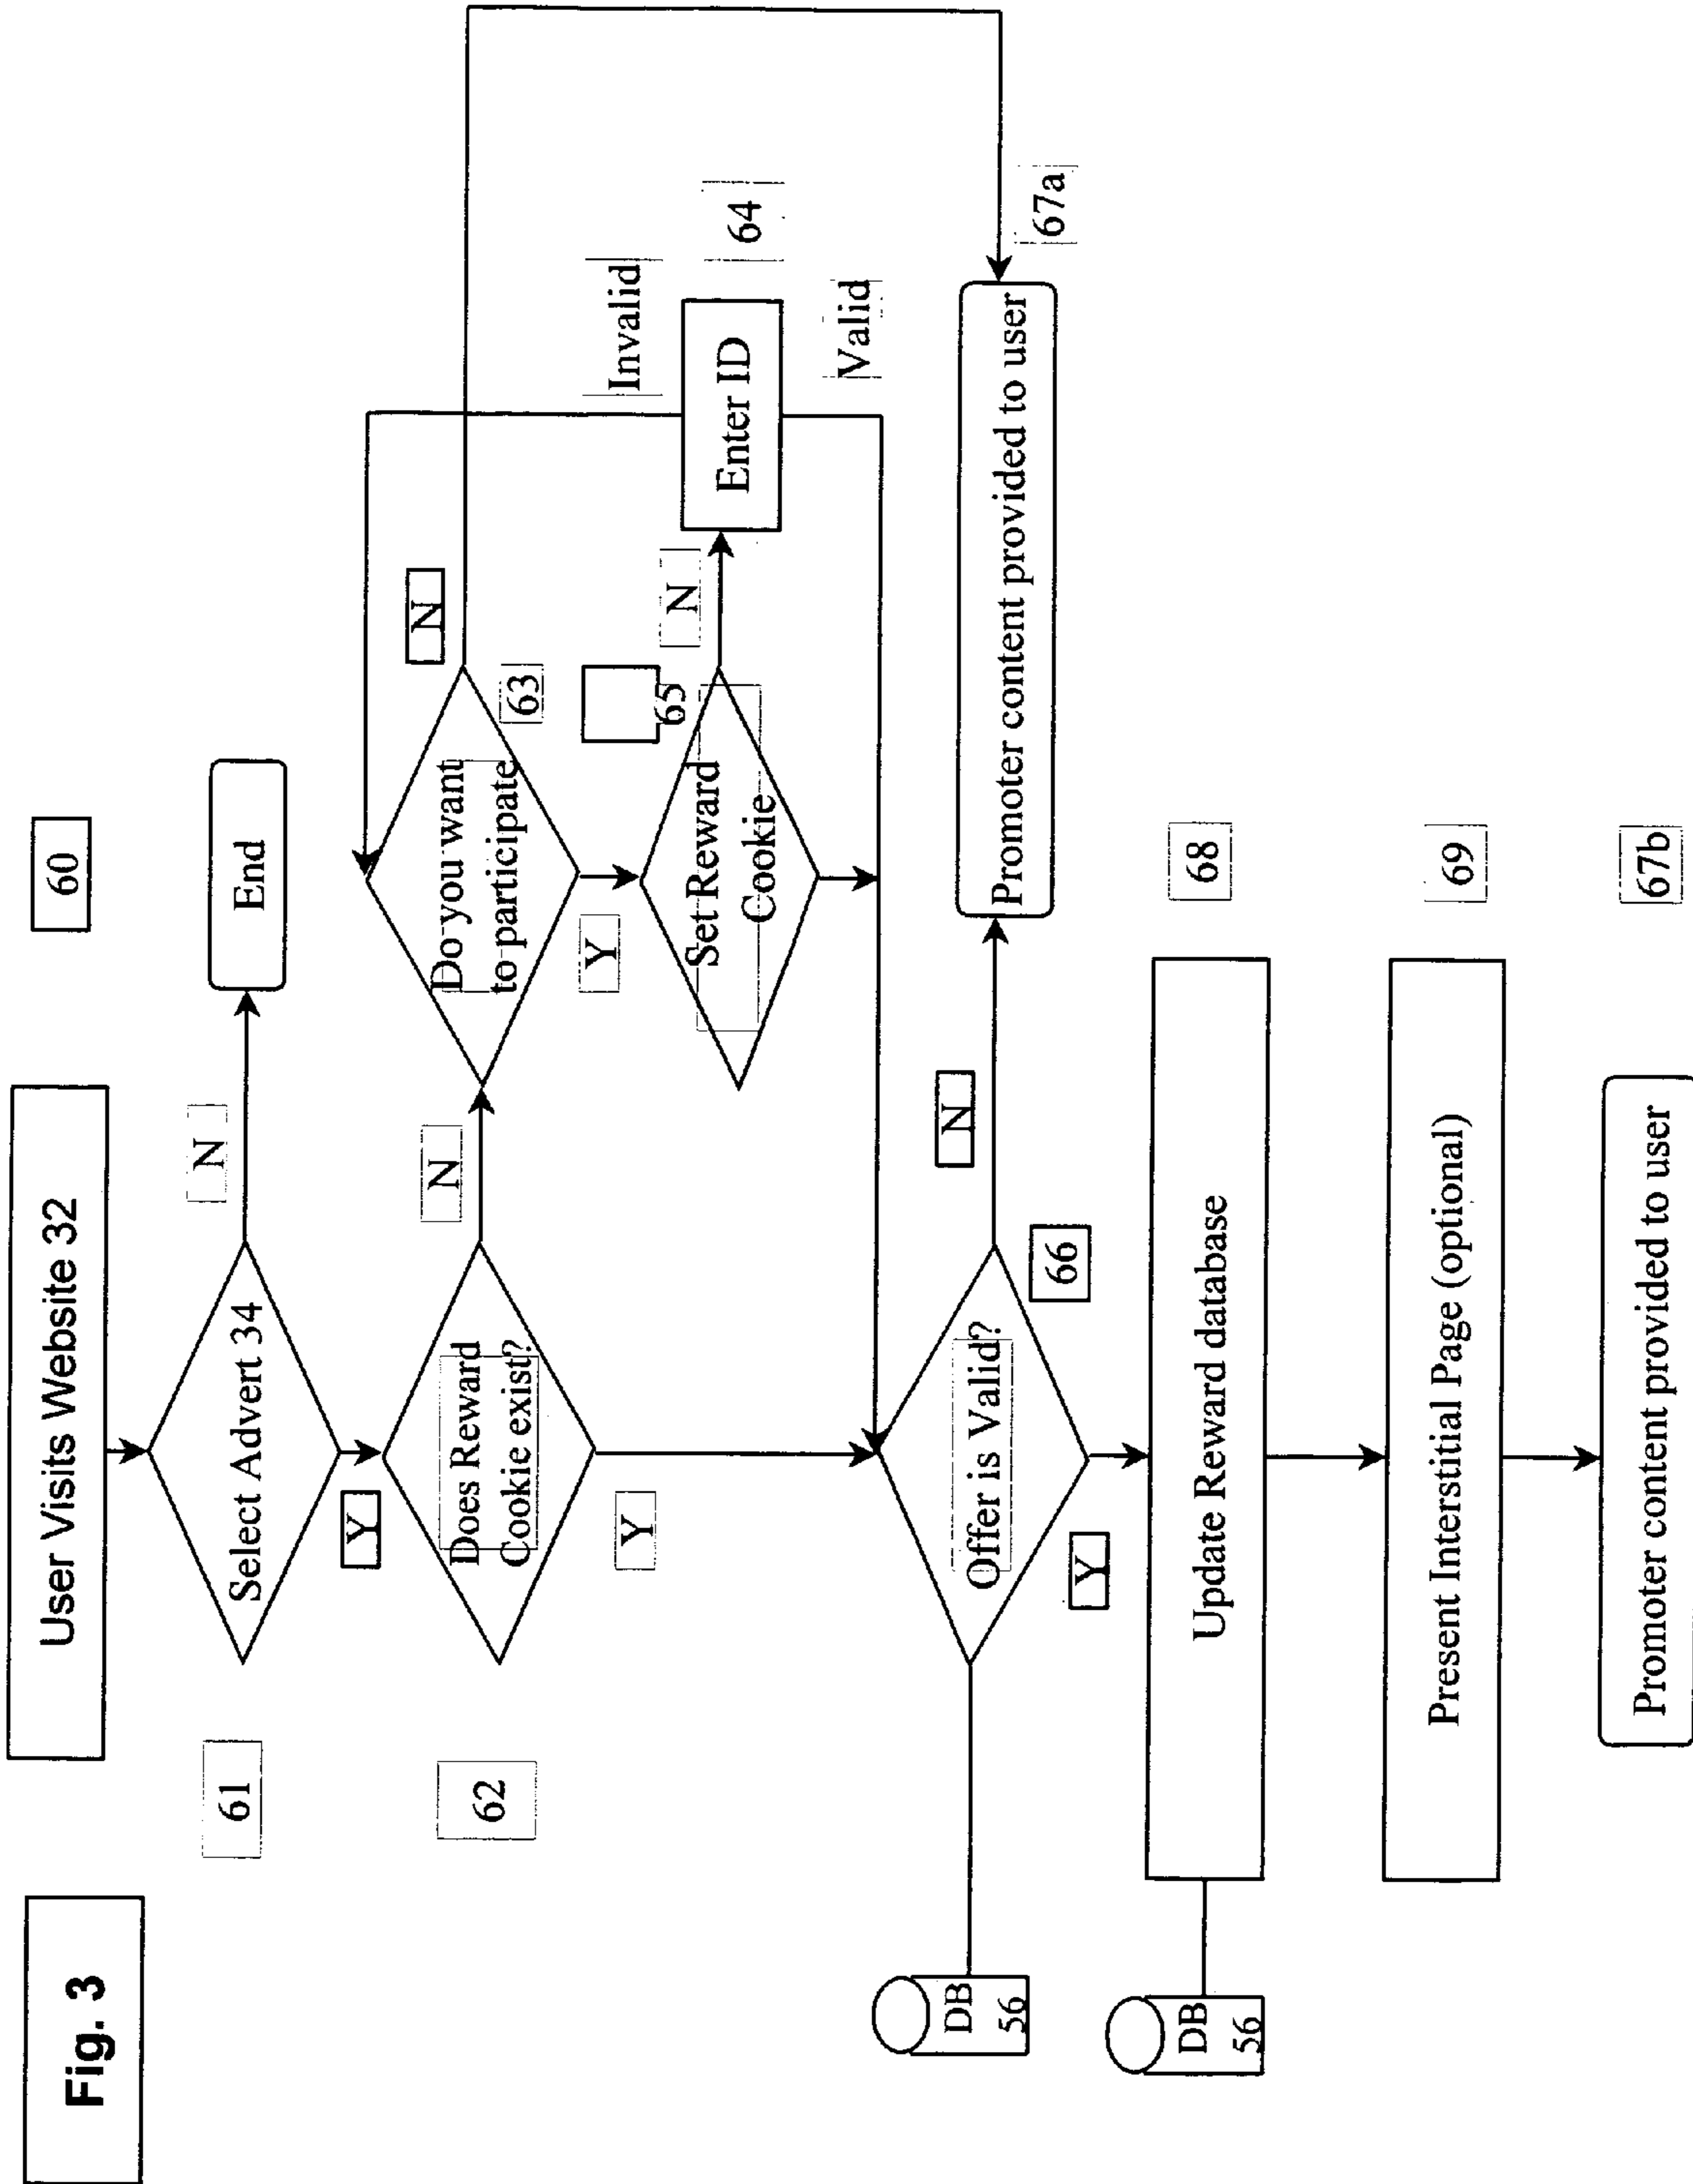 Fig. 3
User Visits Website 32
60
61
Select Advert 34
N
End
Y
62
Does Reward
Cookie exist?
N
Do you want
to participate
63
N
Y
Y
Set Reward
Cookie
65
N
Enter ID
64
Invalid
Valid
DB
56
Offer is Valid?
66
N
Promoter content provided to user
67a
Y
DB
56
Update Reward database
68
Present Interstitial Page (optional)
69
Promoter content provided to user
67b